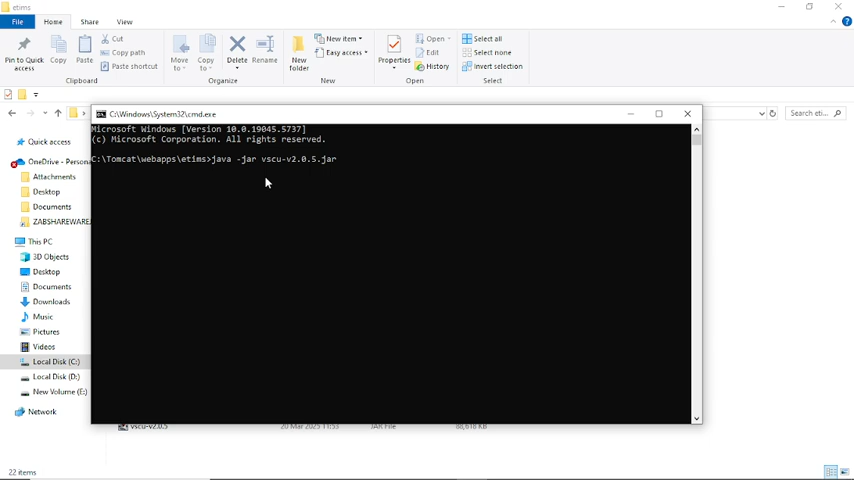 etims
File Home Share View
Pin to Quick access
Copy
Paste
Cut
Copy path
Paste shortcut
Clipboard
Move to
Copy to
Delete
Rename
Organize
New folder
New item
Easy access
New
Properties
Open
Edit
History
Open
Select all
Select none
Invert selection
Select
Search eti...
Quick access
OneDrive - Persona
Attachments
Desktop
Documents
ZABSHAREWARE
This PC
3D Objects
Desktop
Documents
Downloads
Music
Pictures
Videos
Local Disk (C:)
Local Disk (D:)
New Volume (E:)
Network
C:\Windows\System32\cmd.exe
Microsoft Windows [Version 10.0.19045.5737]
(c) Microsoft Corporation. All rights reserved.
C:\Tomcat\webapps\etims>java -jar vscu-v2.0.5.jar
vscu-v2.0.5 20 Mar 2025 11:53 JAR File 88,618 KB
22 items